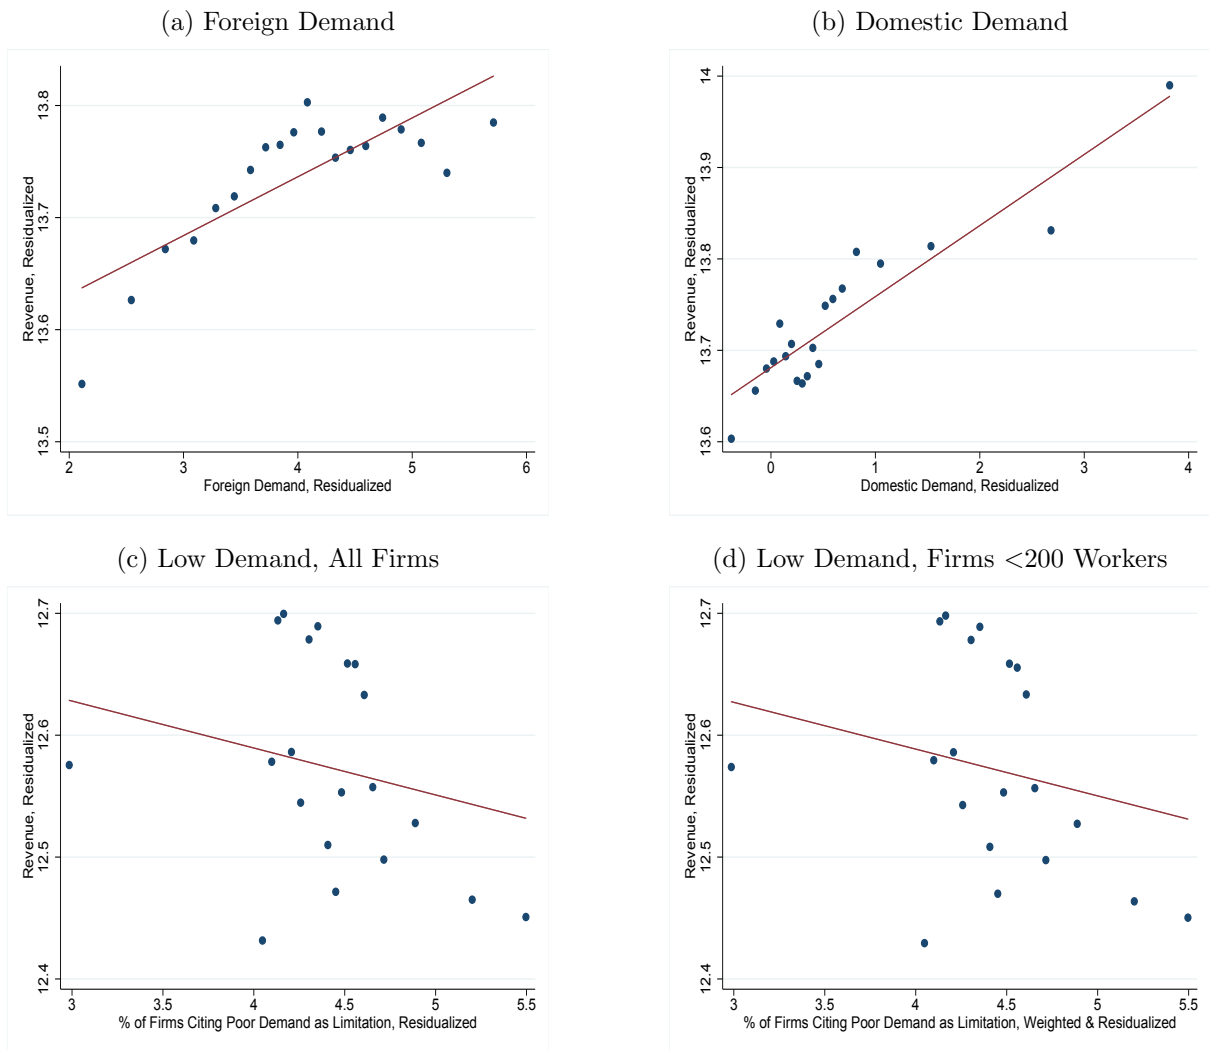 (a) Foreign Demand
Revenue, Residualized
13.8
13.7
13.6
13.5
2 3 4 5 6
Foreign Demand, Residualized
(b) Domestic Demand
Revenue, Residualized
14
13.9
13.8
13.7
13.6
0 1 2 3 4
Domestic Demand, Residualized
(c) Low Demand, All Firms
Revenue, Residualized
12.7
12.6
12.5
12.4
3 3.5 4 4.5 5 5.5
% of Firms Citing Poor Demand as Limitation, Residualized
(d) Low Demand, Firms <200 Workers
Revenue, Residualized
12.7
12.6
12.5
12.4
3 3.5 4 4.5 5 5.5
% of Firms Citing Poor Demand as Limitation, Weighted & Residualized